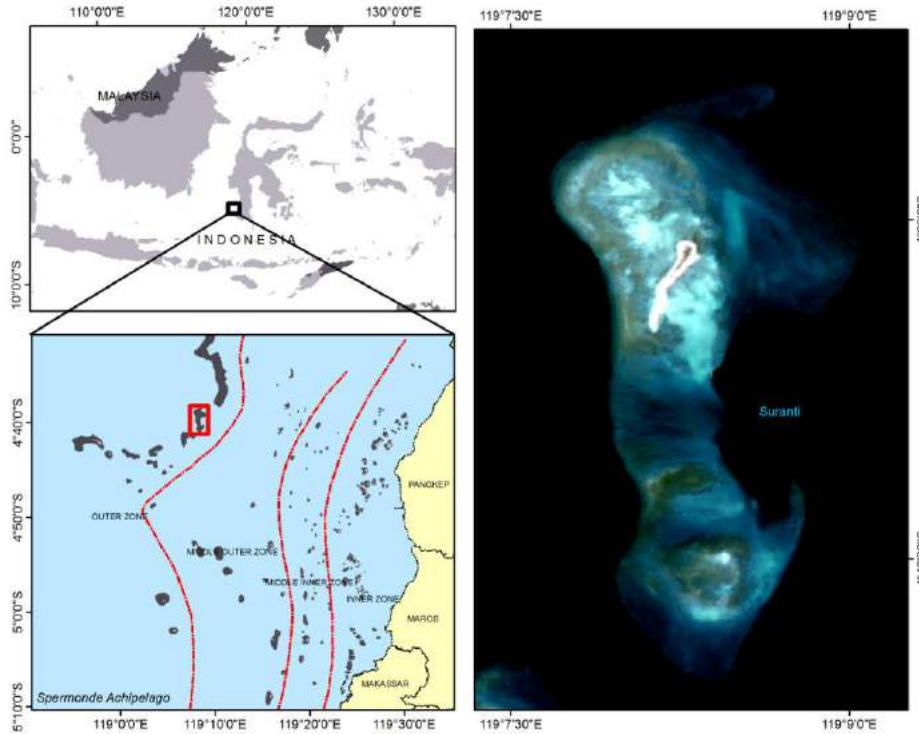 110°0'0"E
120°0'0"E
130°0'0"E
0°0'0"
10°0'0"S
MALAYSIA
INDONESIA
4°40'0"S
4°50'0"S
5°0'0"S
5°10'0"S
OUTER ZONE
MIDDLE OUTER ZONE
MIDDLE INNER ZONE
INNER ZONE
PANGKEP
MAROS
MAKASSAR
Spermonde Achipelago
119°0'0"E
119°10'0"E
119°20'0"E
119°30'0"E
119°7'30"E
119°9'0"E
Suranti
119°7'30"E
119°9'0"E